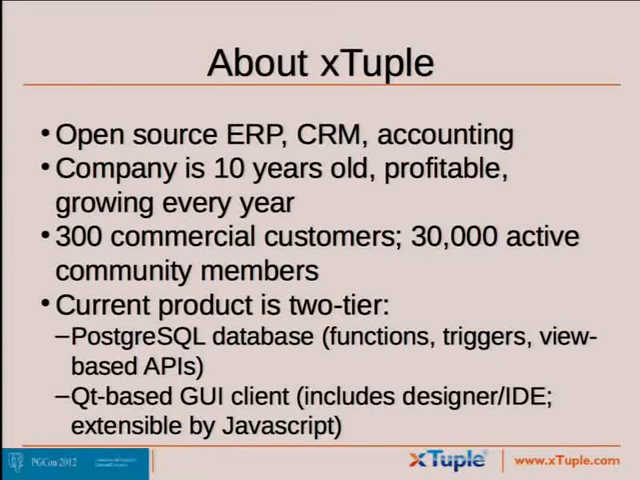 About xTuple
• Open source ERP, CRM, accounting
• Company is 10 years old, profitable,
growing every year
• 300 commercial customers; 30,000 active
community members
• Current product is two-tier:
–PostgreSQL database (functions, triggers, view-
based APIs)
–Qt-based GUI client (includes designer/IDE;
extensible by Javascript)
PGCon 2012
xTuple
www.xTuple.com